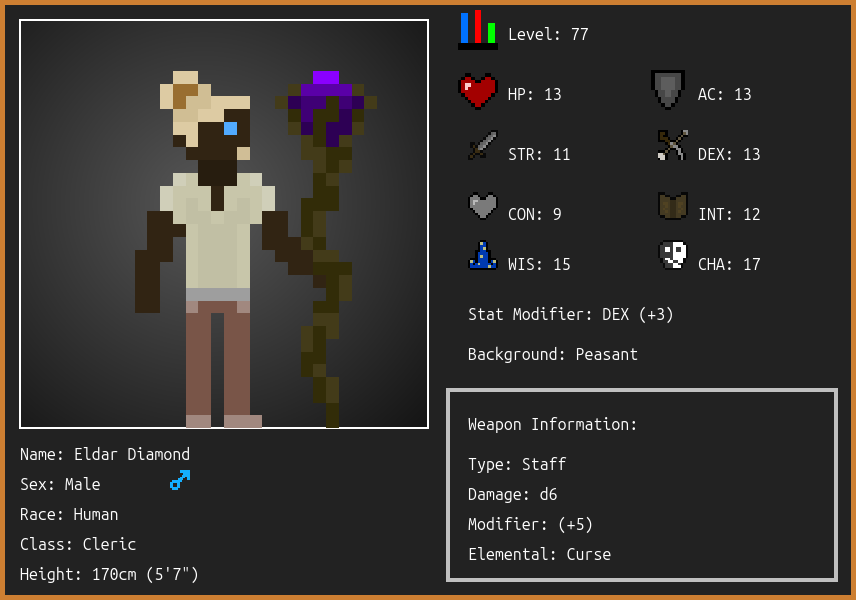 Level: 77
HP: 13
AC: 13
STR: 11
DEX: 13
CON: 9
INT: 12
WIS: 15
CHA: 17
Stat Modifier: DEX (+3)
Background: Peasant
Weapon Information:
Type: Staff
Damage: d6
Modifier: (+5)
Elemental: Curse
Name: Eldar Diamond
Sex: Male
Race: Human
Class: Cleric
Height: 170cm (5'7")